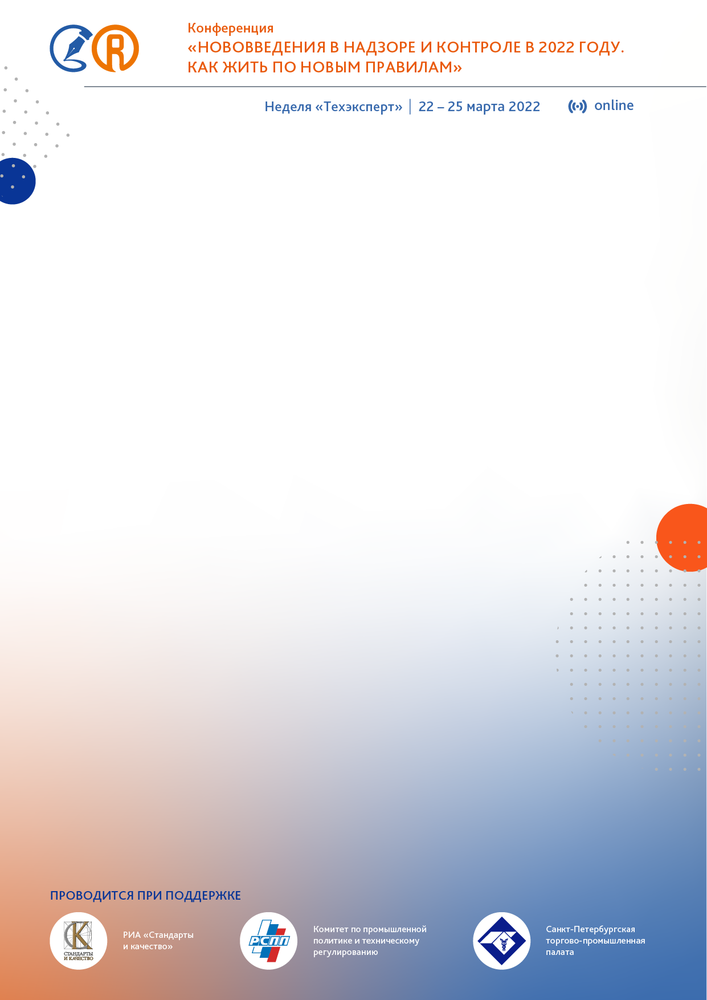 Конференция
«НОВОВВЕДЕНИЯ В НАДЗОРЕ И КОНТРОЛЕ В 2022 ГОДУ.
КАК ЖИТЬ ПО НОВЫМ ПРАВИЛАМ»
Неделя «Техэксперт» | 22 – 25 марта 2022 online
ПРОВОДИТСЯ ПРИ ПОДДЕРЖКЕ
К
СТАНДАРТЫ
И КАЧЕСТВО
РИА «Стандарты
и качество»
РСПП
Комитет по промышленной
политике и техническому
регулированию
Санкт-Петербургская
торгово-промышленная
палата